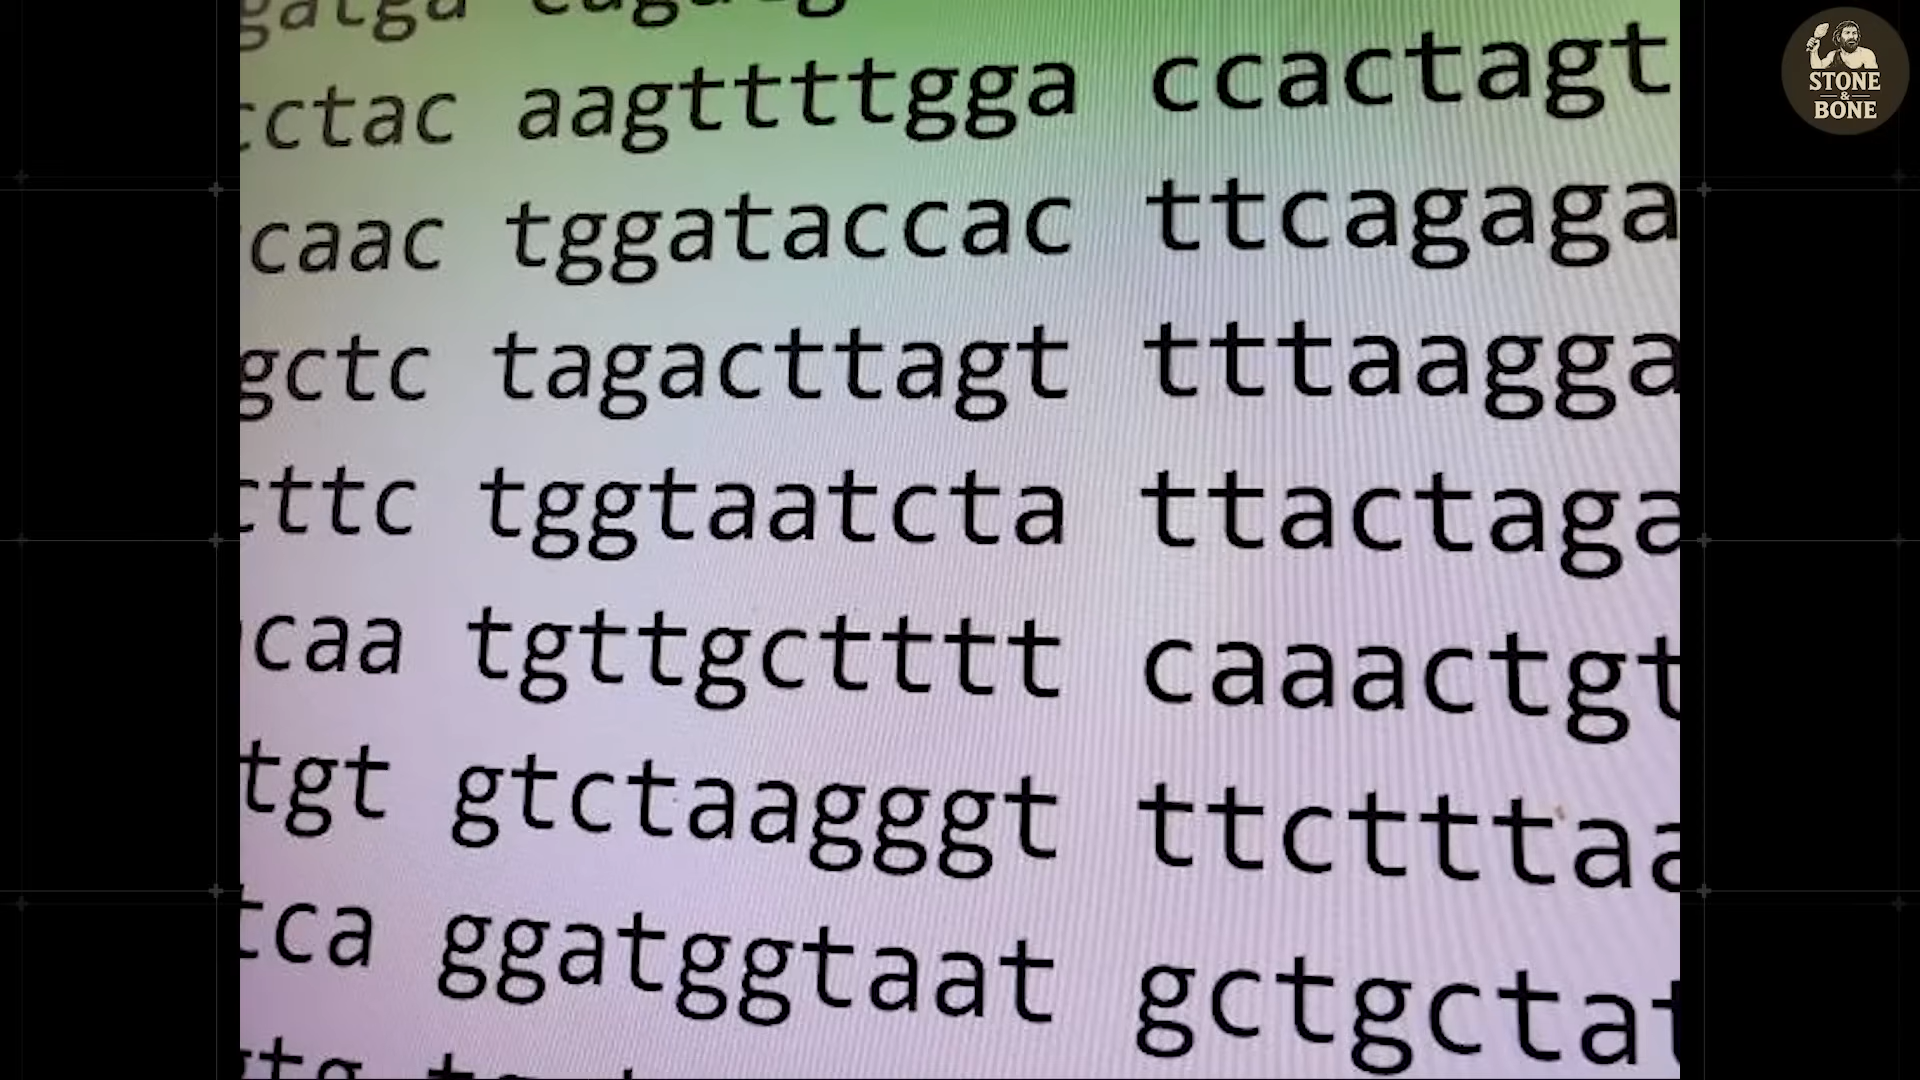 cctac aagttttgga ccactagt
caac tggataccac ttcagaga
gctc tagacttagt tttaagga
cttc tggtaatcta ttactaga
caa tgttgctttt caaactgt
tgt gtctaagggt ttctttaa
tca ggatggtaat gctgctat
STONE
&
BONE